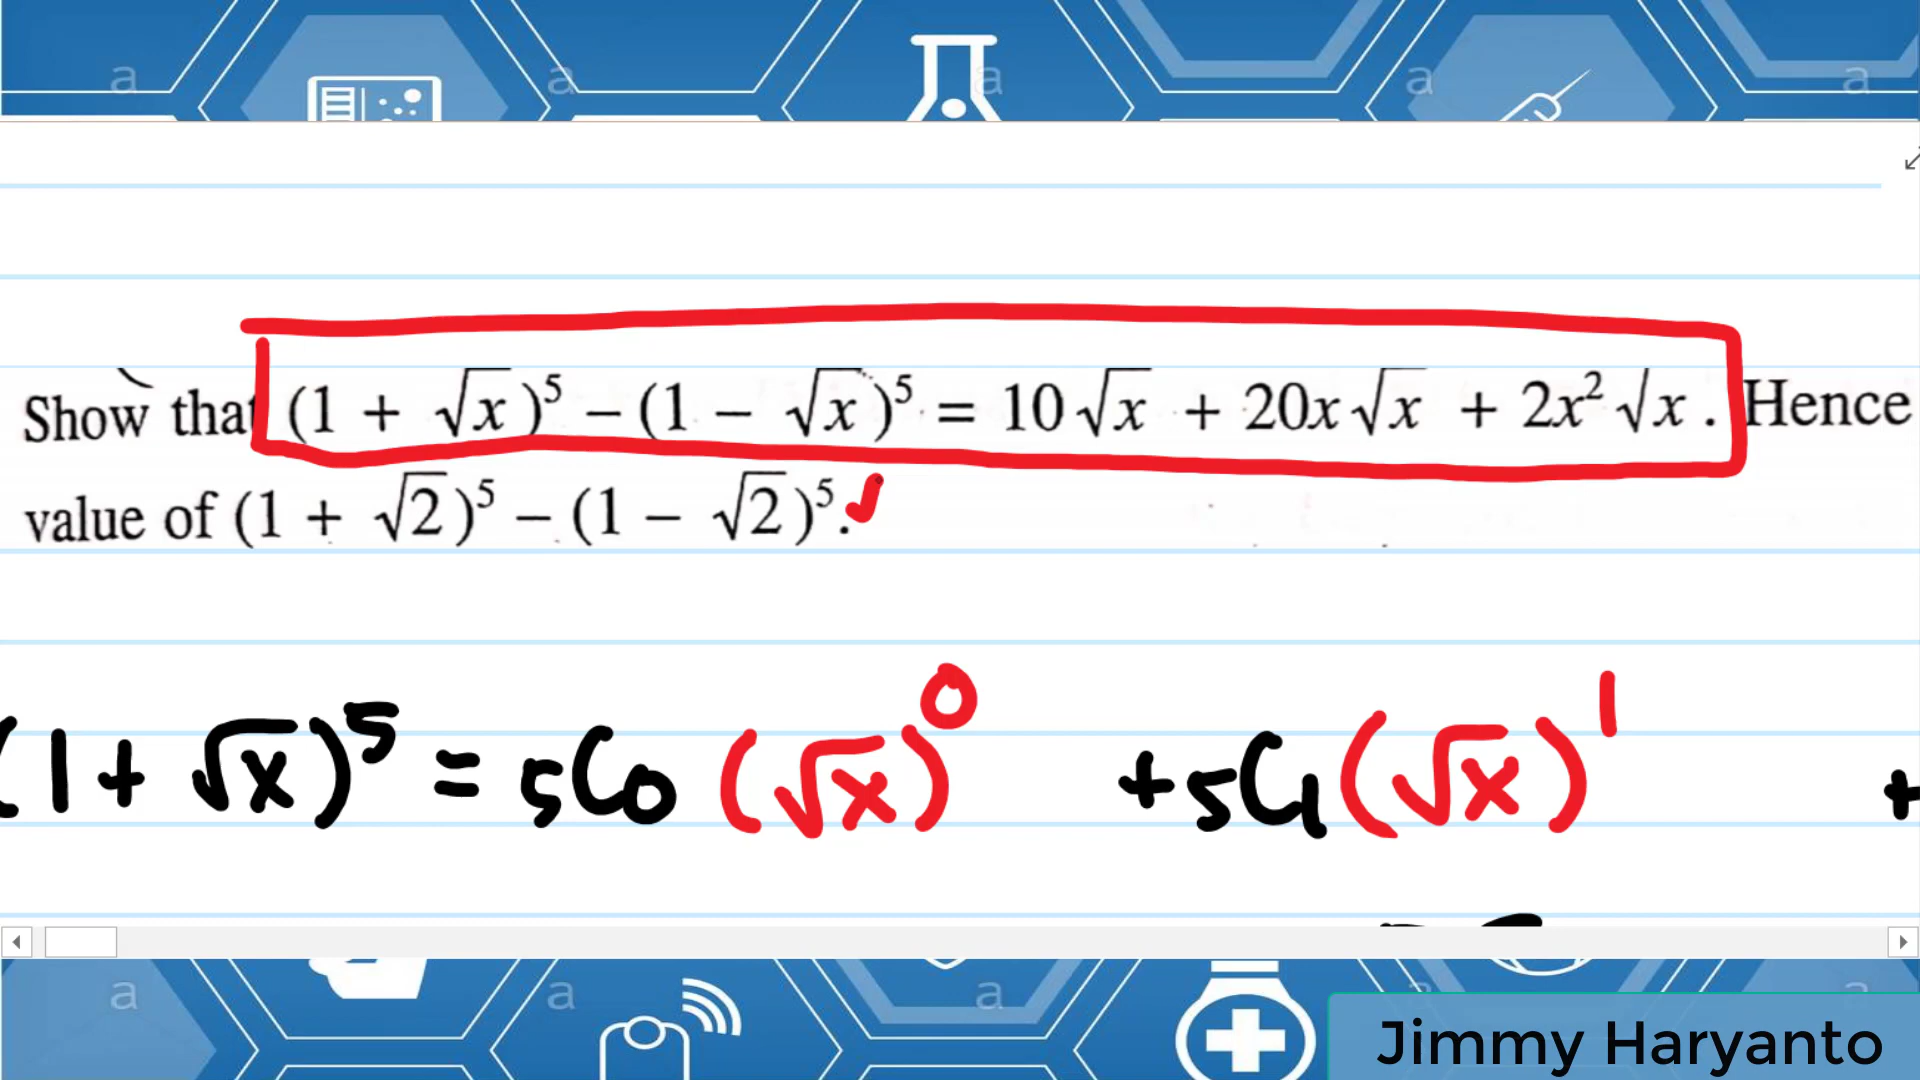 Show that (1 + √x)⁵ – (1 – √x)⁵ = 10√x + 20x√x + 2x²√x. Hence
value of (1 + √2)⁵ – (1 – √2)⁵.
(1 + √x)⁵ = 5C0 (√x)⁰ + 5C1 (√x)¹ +
Jimmy Haryanto